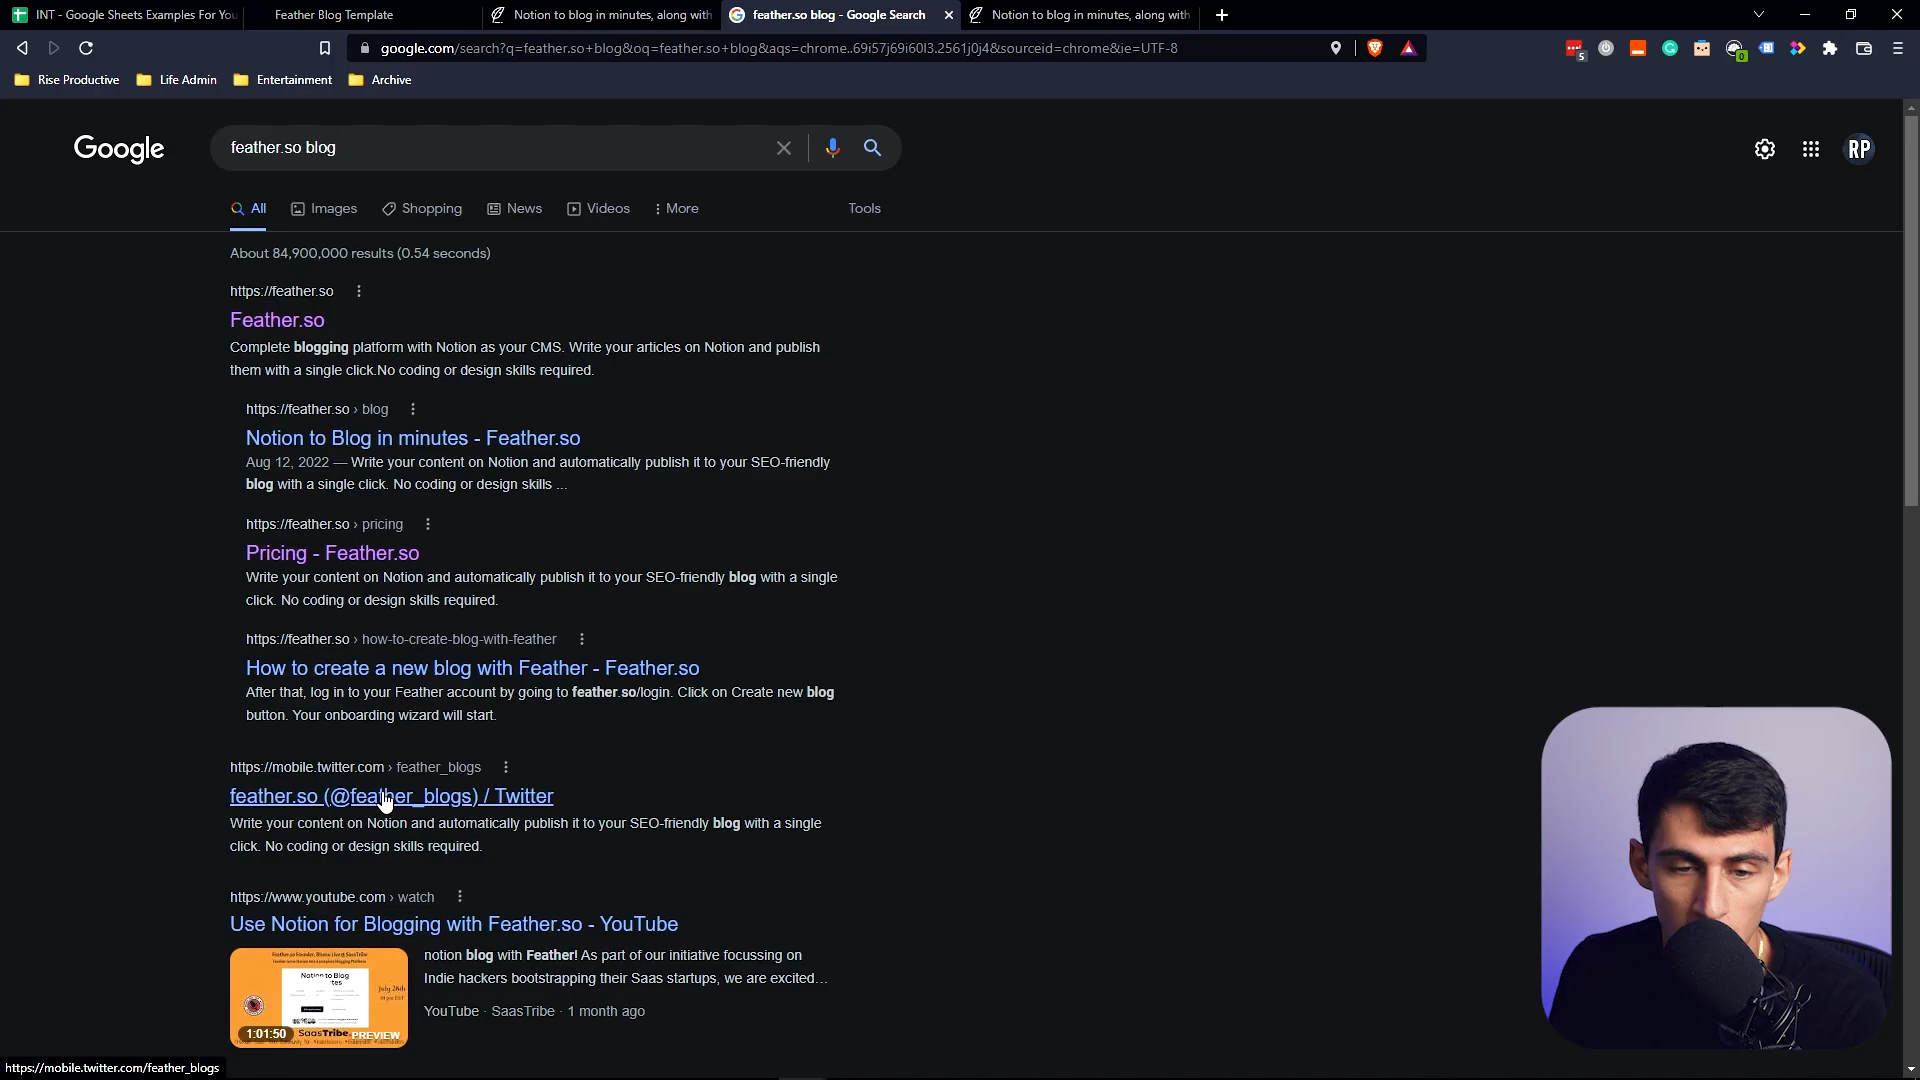 INT - Google Sheets Examples For You
Feather Blog Template
Notion to blog in minutes, along with
feather.so blog - Google Search
Notion to blog in minutes, along with
google.com/search?q=feather.so+blog&oq=feather.so+blog&aqs=chrome..69i57j69i60l3.2561j0j4&sourceid=chrome&ie=UTF-8
5
0
Rise Productive
Life Admin
Entertainment
Archive
Google
feather.so blog
RP
All
Images
Shopping
News
Videos
More
Tools
About 84,900,000 results (0.54 seconds)
https://feather.so
Feather.so
Complete blogging platform with Notion as your CMS. Write your articles on Notion and publish
them with a single click.No coding or design skills required.
https://feather.so › blog
Notion to Blog in minutes - Feather.so
Aug 12, 2022 — Write your content on Notion and automatically publish it to your SEO-friendly
blog with a single click. No coding or design skills ...
https://feather.so › pricing
Pricing - Feather.so
Write your content on Notion and automatically publish it to your SEO-friendly blog with a single
click. No coding or design skills required.
https://feather.so › how-to-create-blog-with-feather
How to create a new blog with Feather - Feather.so
After that, log in to your Feather account by going to feather.so/login. Click on Create new blog
button. Your onboarding wizard will start.
https://mobile.twitter.com › feather_blogs
feather.so (@feather_blogs) / Twitter
Write your content on Notion and automatically publish it to your SEO-friendly blog with a single
click. No coding or design skills required.
https://www.youtube.com › watch
Use Notion for Blogging with Feather.so - YouTube
notion blog with Feather! As part of our initiative focussing on
Indie hackers bootstrapping their Saas startups, we are excited...
YouTube · SaasTribe · 1 month ago
Notion to Blog
July 28th
1:01:50
SaasTribe.
PREVIEW
https://mobile.twitter.com/feather_blogs